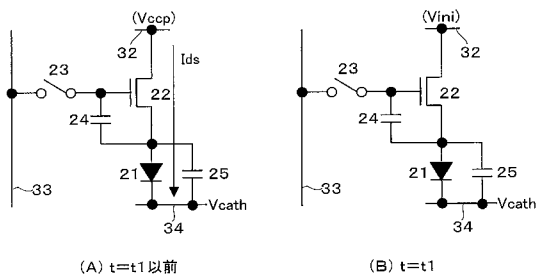 (Vccp)
32
Ids
23
22
24
21
25
33
34
Vcath
(A) t=t1以前
(Vini)
32
23
22
24
21
25
33
34
Vcath
(B) t=t1